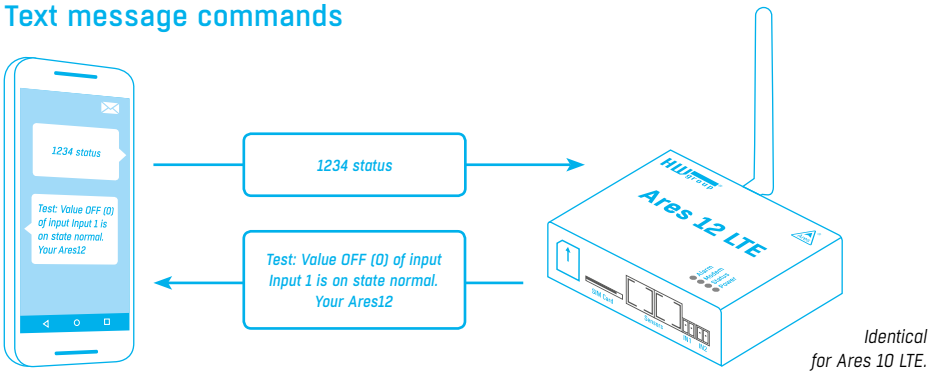 Text message commands
1234 status
Test: Value OFF (0)
of input Input 1 is
on state normal.
Your Ares12
1234 status
Test: Value OFF (0) of input
Input 1 is on state normal.
Your Ares12
HWgroup
Ares 12 LTE
Ares
Alarm
Modem
Status
Power
SIM Card
Sensors
IN1 IN2
Identical
for Ares 10 LTE.